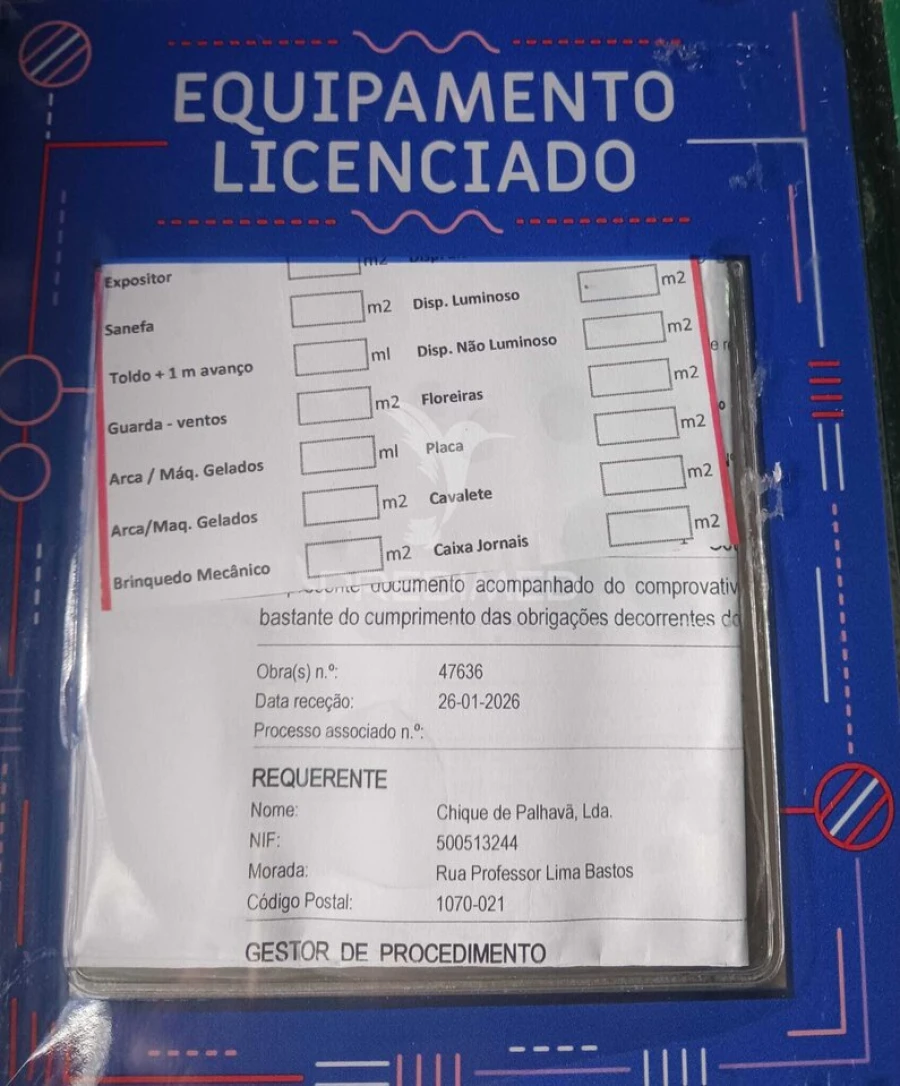 EQUIPAMENTO
LICENCIADO
Expositor m2
Sanefa m2 Disp. Luminoso m2
Toldo + 1 m avanço ml Disp. Não Luminoso m2
Guarda - ventos m2 Floreiras m2
Arca / Máq. Gelados ml Placa m2
Arca/Maq. Gelados m2 Cavalete m2
Brinquedo Mecânico m2 Caixa Jornais m2
documento acompanhado do comprovativ
bastante do cumprimento das obrigações decorrentes do
Obra(s) n.º: 47636
Data receção: 26-01-2026
Processo associado n.º:
REQUERENTE
Nome: Chique de Palhavã, Lda.
NIF: 500513244
Morada: Rua Professor Lima Bastos
Código Postal: 1070-021
GESTOR DE PROCEDIMENTO